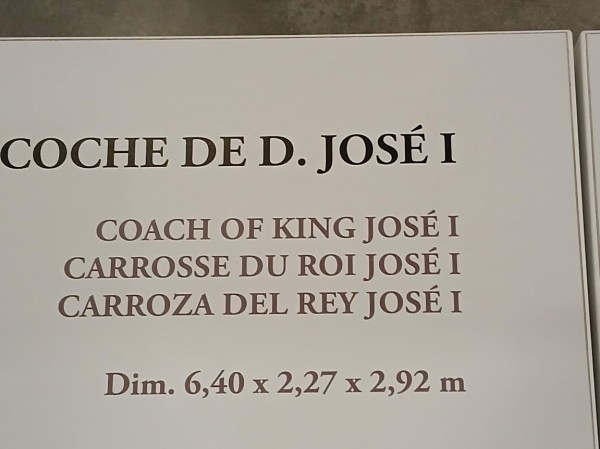 COCHE DE D. JOSÉ I
COACH OF KING JOSÉ I
CARROSSE DU ROI JOSÉ I
CARROZA DEL REY JOSÉ I
Dim. 6,40 x 2,27 x 2,92 m